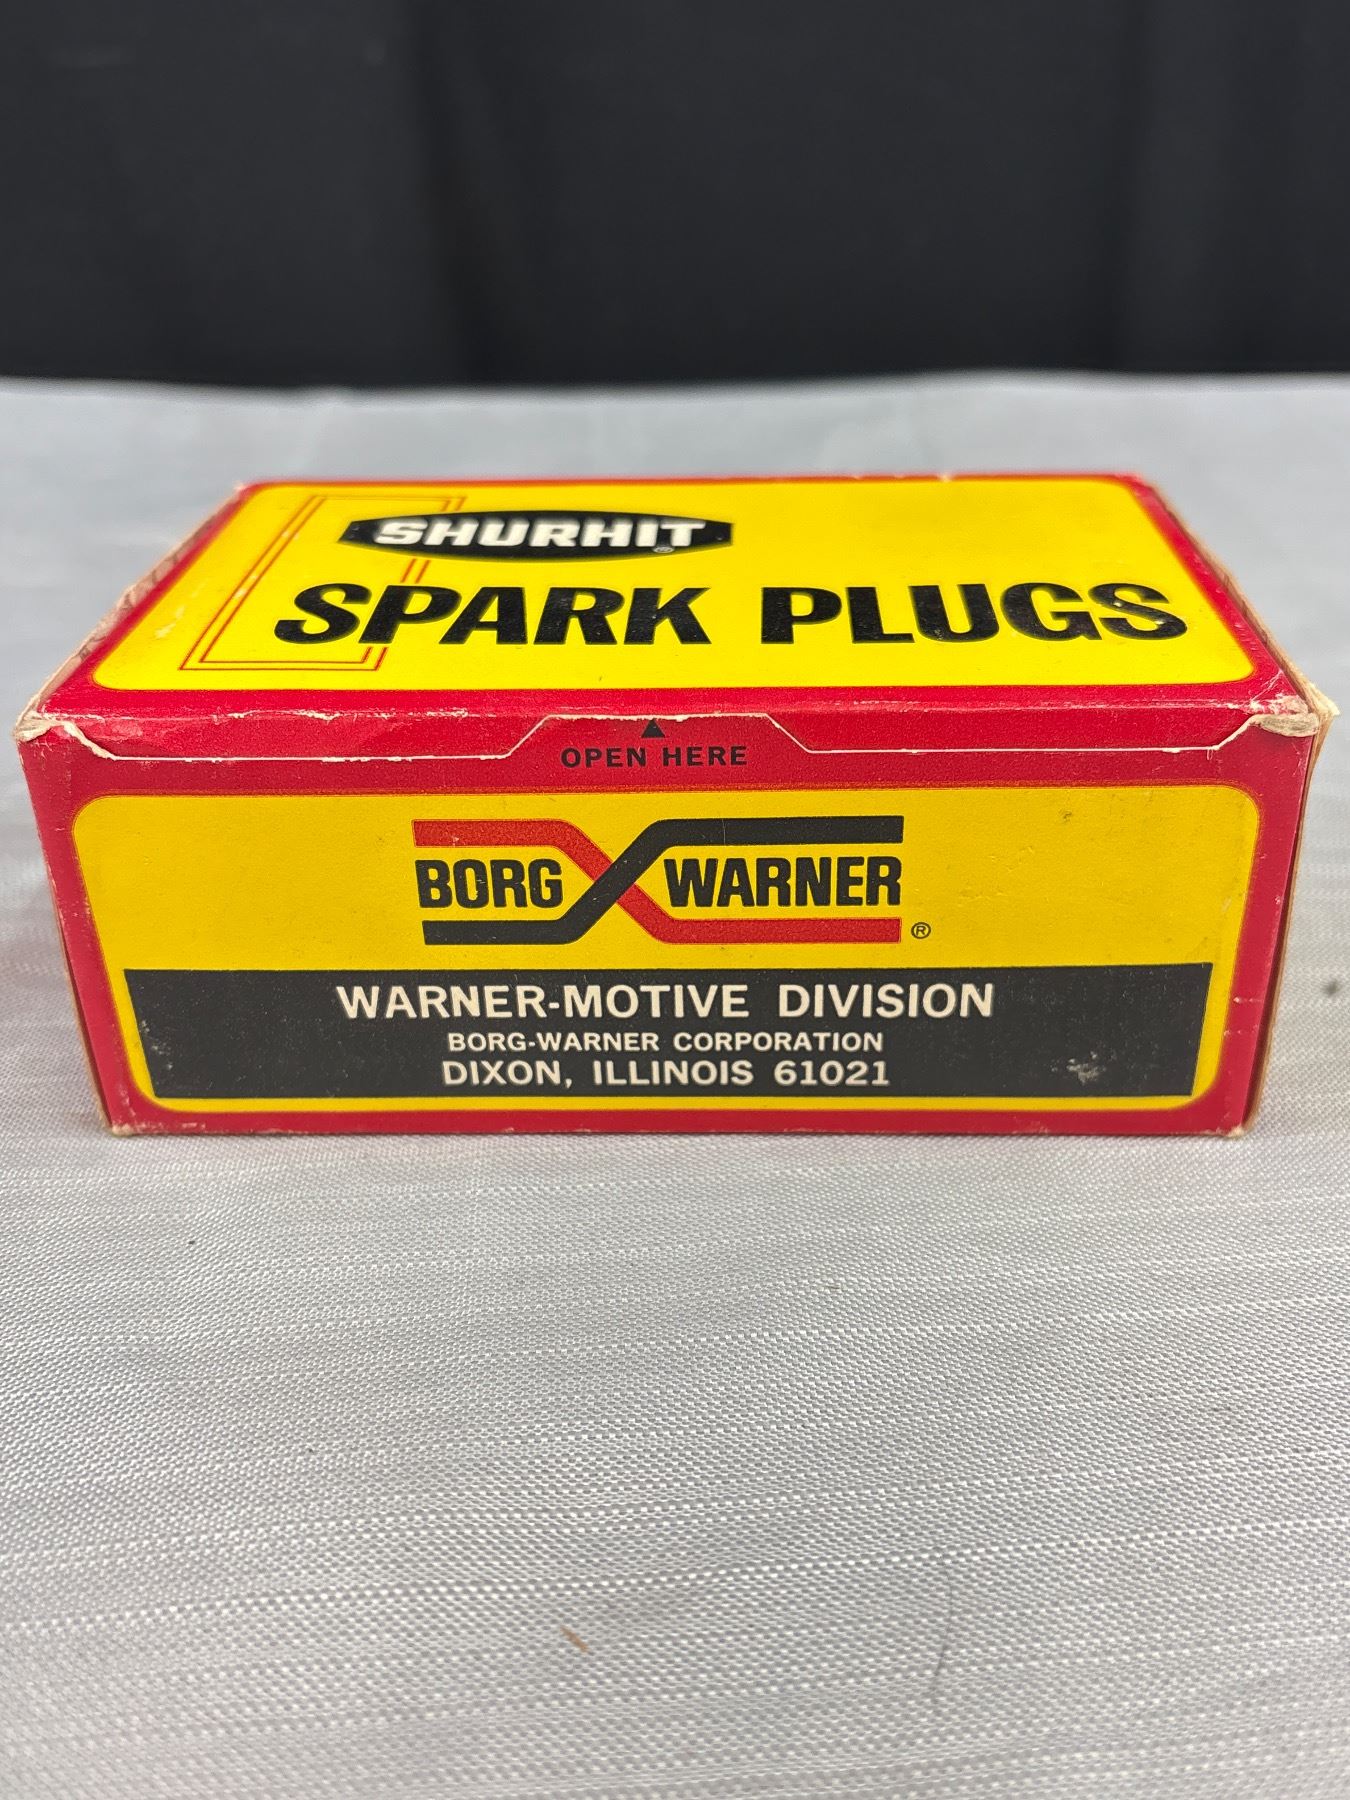 SHURHIT®
SPARK PLUGS
▲
OPEN HERE
BORG WARNER®
WARNER-MOTIVE DIVISION
BORG-WARNER CORPORATION
DIXON, ILLINOIS 61021